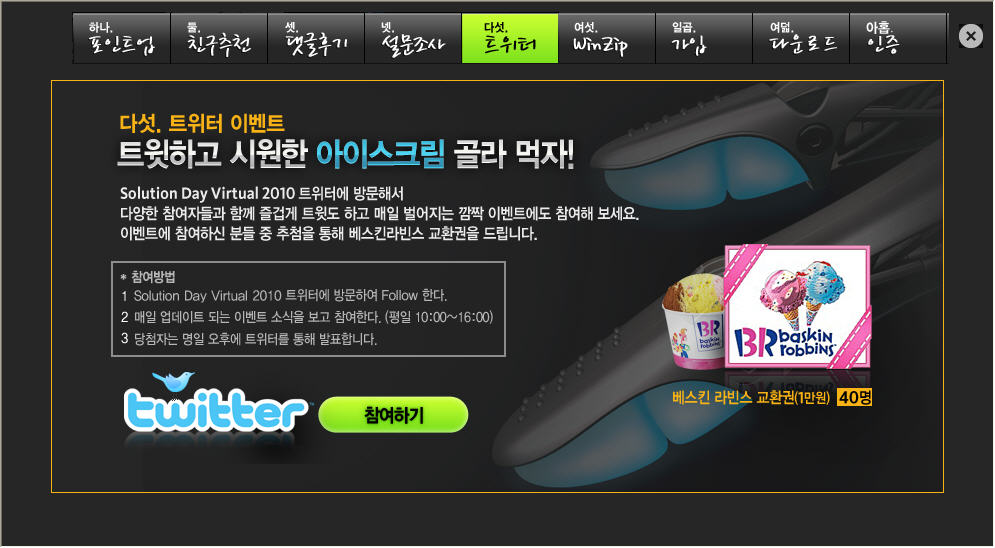 하나.
포인트업
둘.
친구추천
셋.
댓글후기
넷.
설문조사
다섯.
트위터
여섯.
WinZip
일곱.
가입
여덟.
다운로드
아홉.
인증
다섯. 트위터 이벤트
트윗하고 시원한 아이스크림 골라 먹자!
Solution Day Virtual 2010 트위터에 방문해서
다양한 참여자들과 함께 즐겁게 트윗도 하고 매일 벌어지는 깜짝 이벤트에도 참여해 보세요.
이벤트에 참여하신 분들 중 추첨을 통해 베스킨라빈스 교환권을 드립니다.
* 참여방법
1 Solution Day Virtual 2010 트위터에 방문하여 Follow 한다.
2 매일 업데이트 되는 이벤트 소식을 보고 참여한다. (평일 10:00~16:00)
3 당첨자는 명일 오후에 트위터를 통해 발표합니다.
twitter™
참여하기
BR
BR baskin robbins
베스킨 라빈스 교환권(1만원) 40명